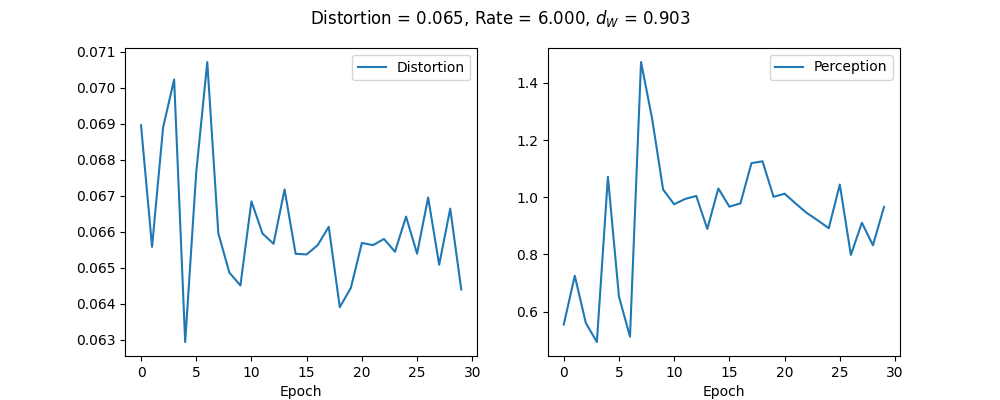 Distortion = 0.065, Rate = 6.000, d_W = 0.903
0.071
0.070
0.069
0.068
0.067
0.066
0.065
0.064
0.063
Distortion
0 5 10 15 20 25 30
Epoch
1.4
1.2
1.0
0.8
0.6
Perception
0 5 10 15 20 25 30
Epoch